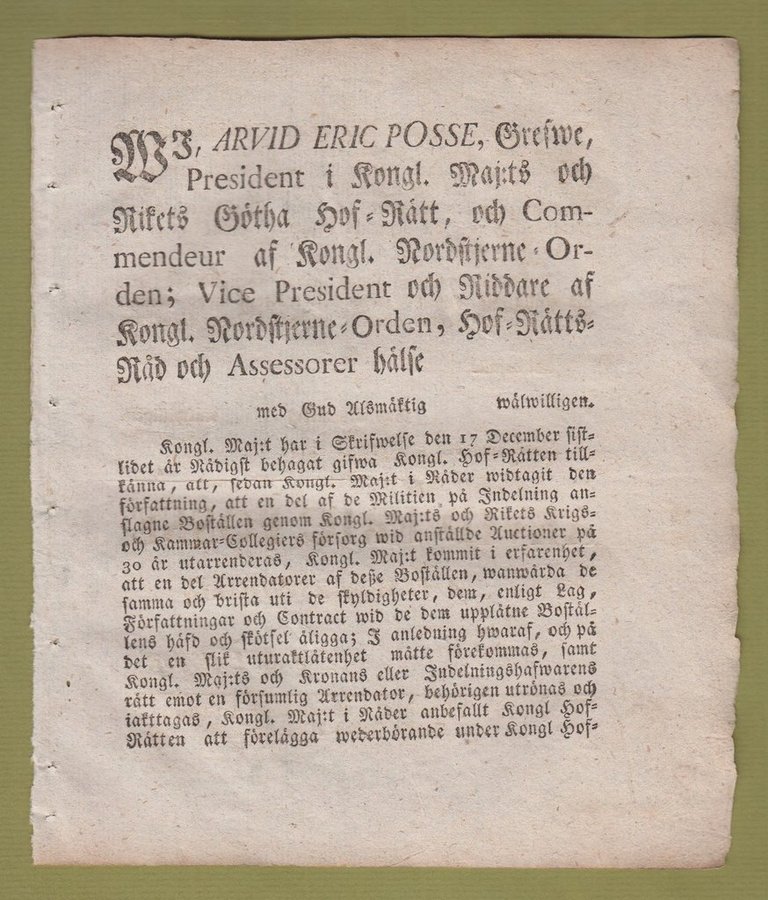 WJ, ARVID ERIC POSSE, Grefwe,
President i Kongl. Maj:ts och
Rikets Götha Hof-Rätt, och Com-
mendeur af Kongl. Nordstjerne-Or-
den; Vice President och Riddare af
Kongl. Nordstjerne-Orden, Hof-Rätts-
Råd och Assessorer hälse
med Gud Alsmäktig wälwilligen.
Kongl. Maj:t har i Skrifwelse den 17 December sist-
lidet år Nådigst behagat gifwa Kongl. Hof-Rätten till-
känna, att, sedan Kongl. Maj:t i Nåder widtagit den
författning, att en del af de Militien på Indelning an-
slagne Boställen genom Kongl. Maj:ts och Rikets Krigs-
och Kammar-Collegiers försorg wid anställde Auctioner på
30 år utarrenderas, Kongl. Maj:t kommit i erfarenhet,
att en del Arrendatorer af deße Boställen, wanwårda de
samma och brista uti de skyldigheter, dem, enligt Lag,
Författningar och Contract wid de dem upplåtne Bostäl-
lens häfd och skötsel åligga; I anledning hwaraf, och på
det en slik uturaktlåtenhet måtte förekommas, samt
Kongl. Maj:ts och Kronans eller Indelningshafwarens
rätt emot en försumlig Arrendator, behörigen utrönas och
iakttagas, Kongl. Maj:t i Nåder anbefallt Kongl Hof-
Rätten att förelägga wederbörande under Kongl Hof-